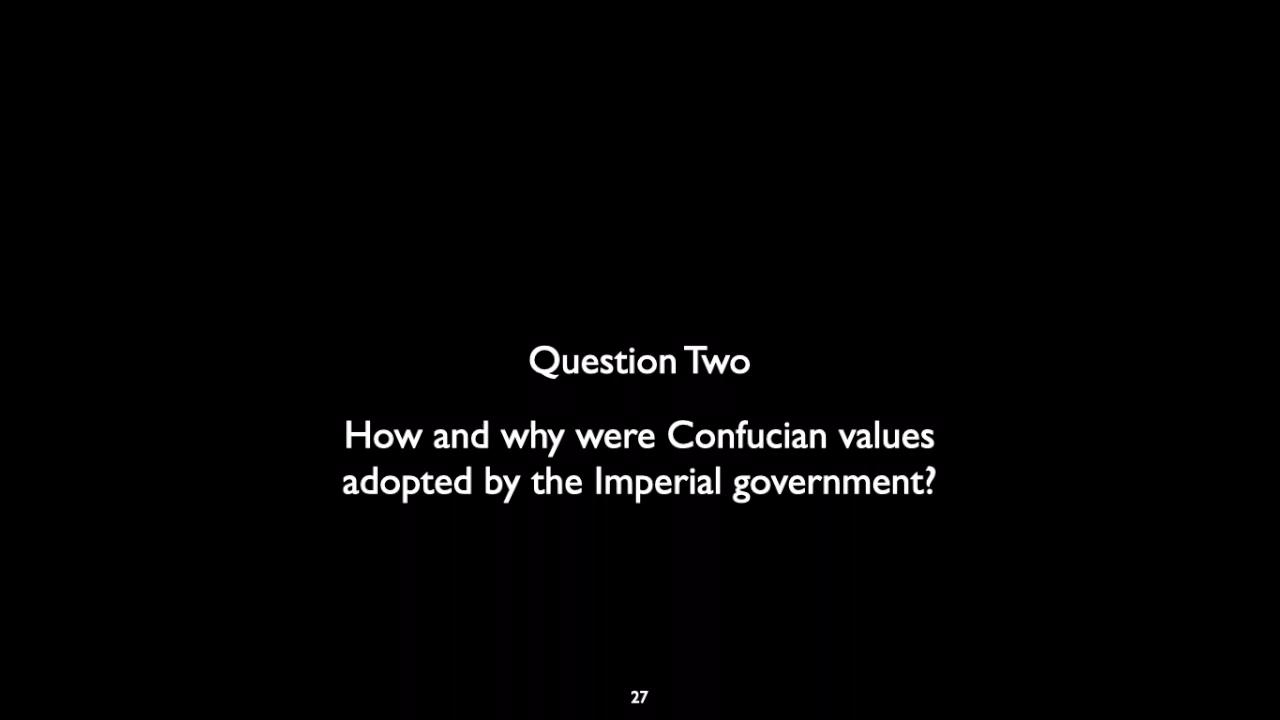 Question Two
How and why were Confucian values
adopted by the Imperial government?
27